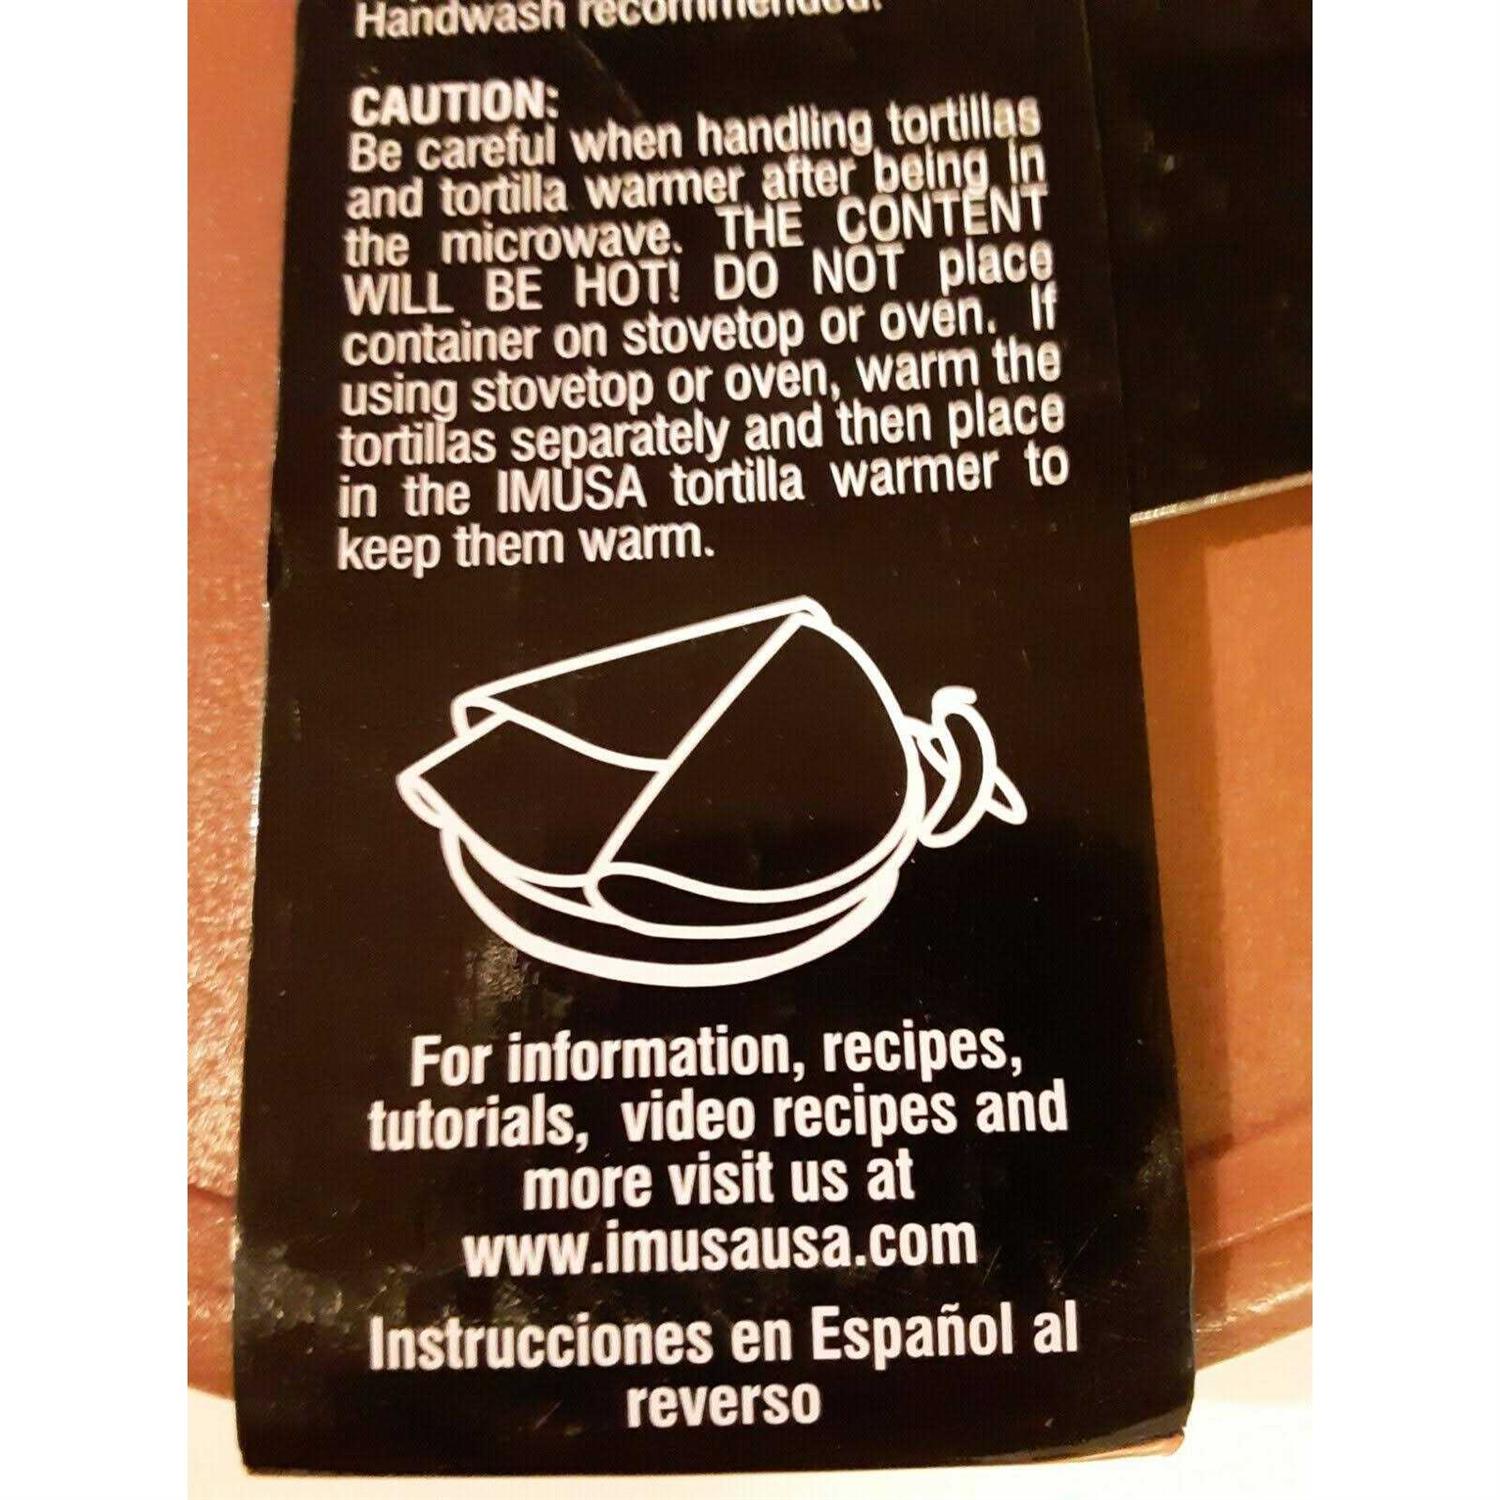 Handwash recommended.
CAUTION:
Be careful when handling tortillas
and tortilla warmer after being in
the microwave. THE CONTENT
WILL BE HOT! DO NOT place
container on stovetop or oven. If
using stovetop or oven, warm the
tortillas separately and then place
in the IMUSA tortilla warmer to
keep them warm.
For information, recipes,
tutorials, video recipes and
more visit us at
www.imusausa.com
Instrucciones en Español al
reverso